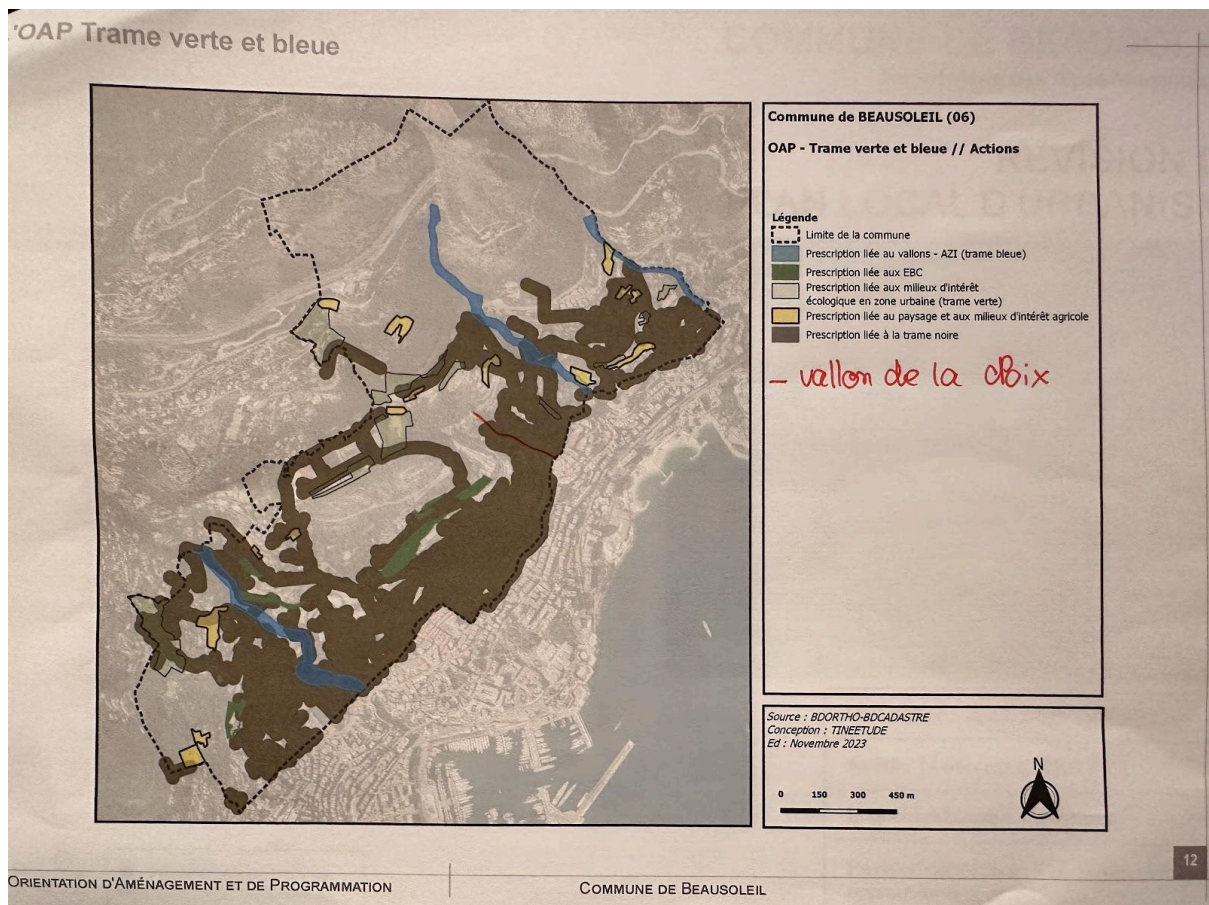 'OAP Trame verte et bleue
Commune de BEAUSOLEIL (06)
OAP - Trame verte et bleue // Actions
Légende
Limite de la commune
Prescription liée au vallons - AZI (trame bleue)
Prescription liée aux EBC
Prescription liée aux milieux d'intérêt
écologique en zone urbaine (trame verte)
Prescription liée au paysage et aux milieux d'intérêt agricole
Prescription liée à la trame noire
- vallon de la
Source : BDORTHO-BDCADASTRE
Conception : TINEETUDE
Ed : Novembre 2023
N
0 150 300 450 m
12
ORIENTATION D'AMÉNAGEMENT ET DE PROGRAMMATION
COMMUNE DE BEAUSOLEIL